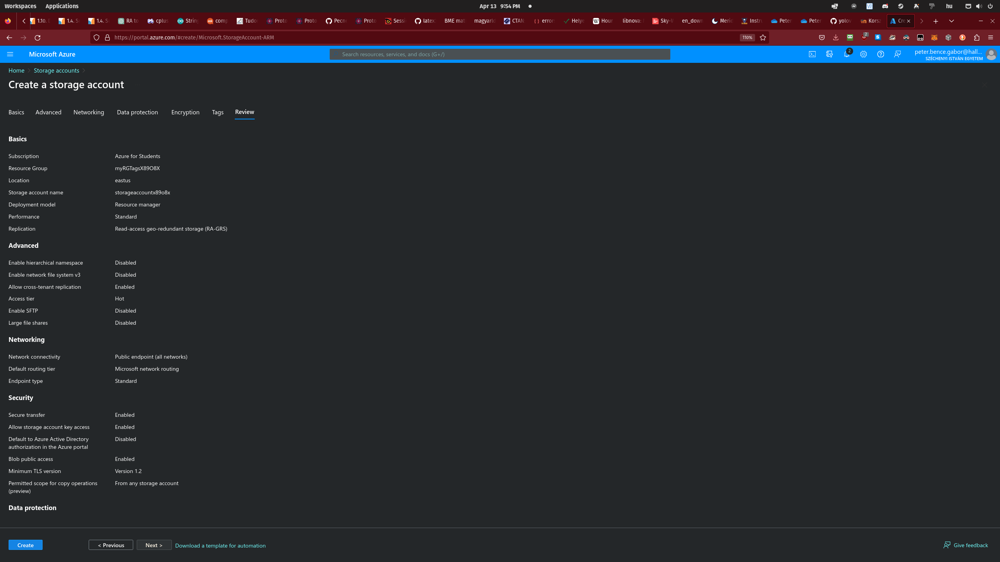 Workspaces Applications Apr 13 9:54 PM hu
1.10. 1.4. 1.4. RA to cplus String comp Tudo Proto Proto Pecne Proto Sessi latex BME mat magyarld CTAN: errors Helye Hour libnova: Sky-W en_down Merid Instru Peter Peter yolov Korsz Cre
https://portal.azure.com/#create/Microsoft.StorageAccount-ARM 110% 2
Microsoft Azure Search resources, services, and docs (G+/) 2 peter.bence.gabor@hall...
SZÉCHENYI ISTVÁN EGYETEM
Home Storage accounts
Create a storage account
Basics Advanced Networking Data protection Encryption Tags Review
Basics
Subscription Azure for Students
Resource Group myRGTagsX89O8X
Location eastus
Storage account name storageaccountx89o8x
Deployment model Resource manager
Performance Standard
Replication Read-access geo-redundant storage (RA-GRS)
Advanced
Enable hierarchical namespace Disabled
Enable network file system v3 Disabled
Allow cross-tenant replication Enabled
Access tier Hot
Enable SFTP Disabled
Large file shares Disabled
Networking
Network connectivity Public endpoint (all networks)
Default routing tier Microsoft network routing
Endpoint type Standard
Security
Secure transfer Enabled
Allow storage account key access Enabled
Default to Azure Active Directory Disabled
authorization in the Azure portal
Blob public access Enabled
Minimum TLS version Version 1.2
Permitted scope for copy operations From any storage account
(preview)
Data protection
Create < Previous Next > Download a template for automation Give feedback